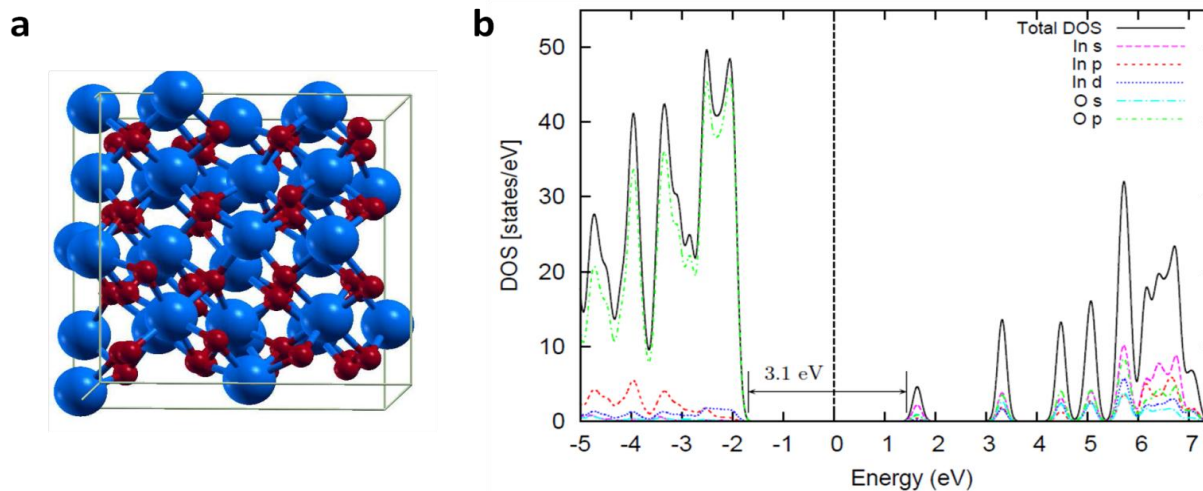 a
b
Total DOS
In s
In p
In d
O s
O p
DOS [states/eV]
50
40
30
20
10
0
3.1 eV
-5 -4 -3 -2 -1 0 1 2 3 4 5 6 7
Energy (eV)